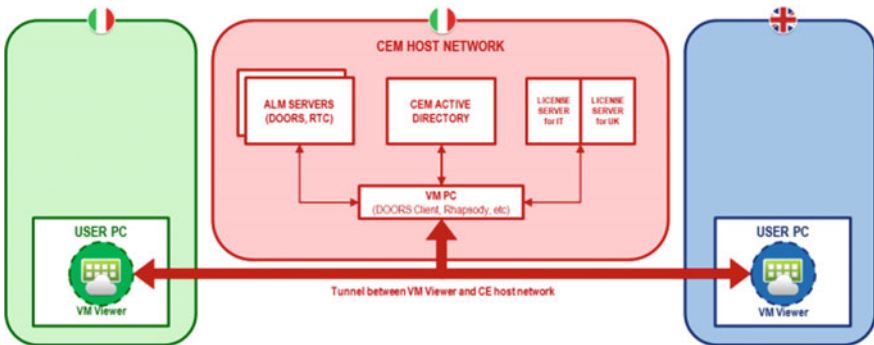 CEM HOST NETWORK
ALM SERVERS
(DOORS, RTC)
CEM ACTIVE
DIRECTORY
LICENSE
SERVER
for IT
LICENSE
SERVER
for UK
VM PC
(DOORS Client, Rhapsody, etc)
USER PC
VM Viewer
USER PC
VM Viewer
Tunnel between VM Viewer and CE host network